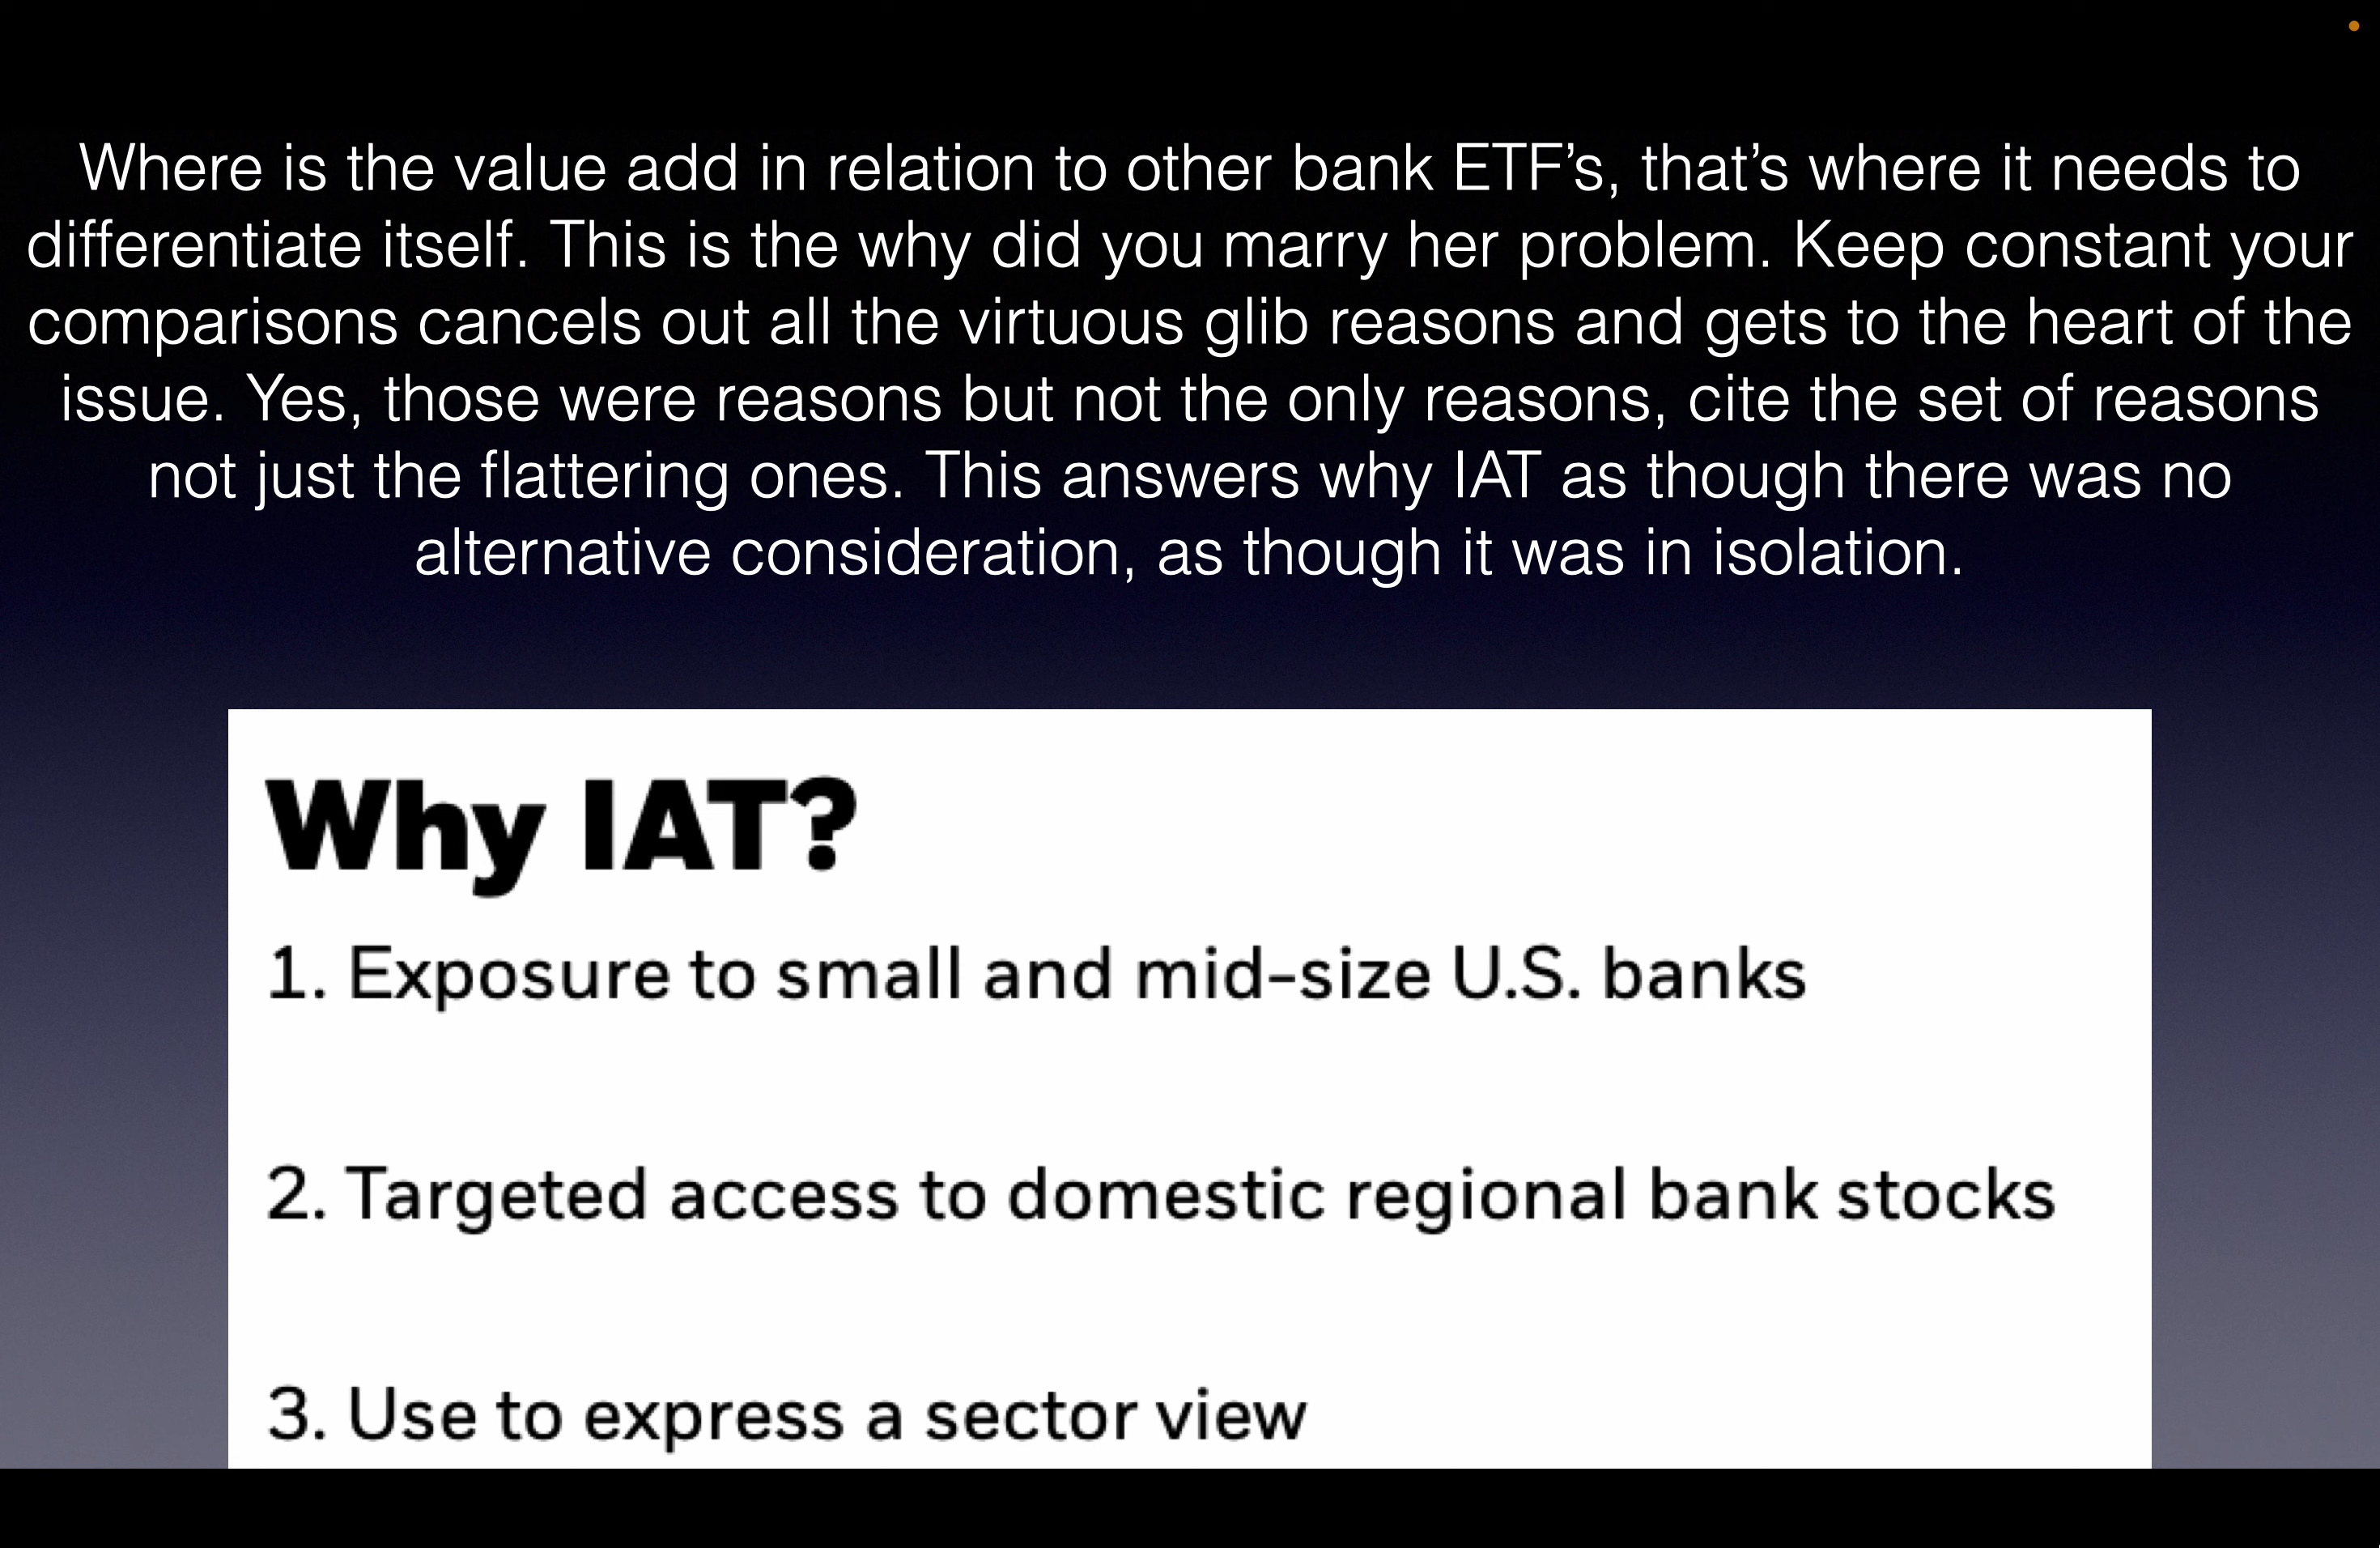 Where is the value add in relation to other bank ETF’s, that’s where it needs to
differentiate itself. This is the why did you marry her problem. Keep constant your
comparisons cancels out all the virtuous glib reasons and gets to the heart of the
issue. Yes, those were reasons but not the only reasons, cite the set of reasons
not just the flattering ones. This answers why IAT as though there was no
alternative consideration, as though it was in isolation.
Why IAT?
1. Exposure to small and mid-size U.S. banks
2. Targeted access to domestic regional bank stocks
3. Use to express a sector view